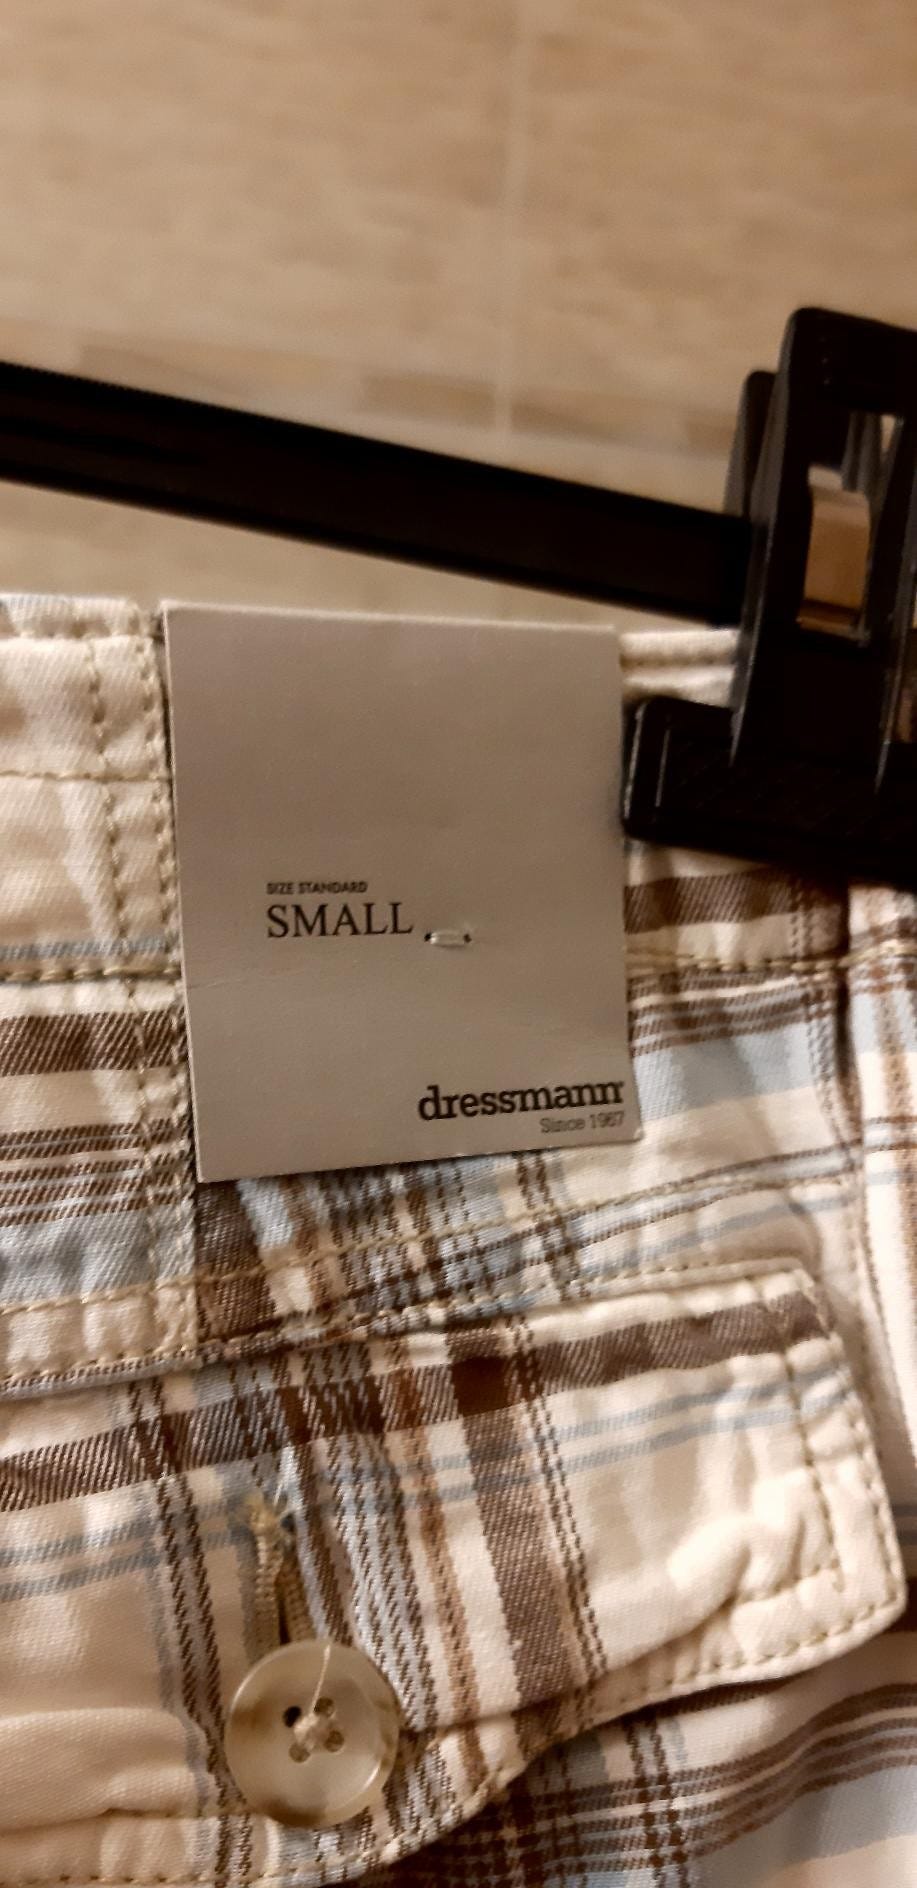 SIZE STANDARD
SMALL
dressmann
Since 1967